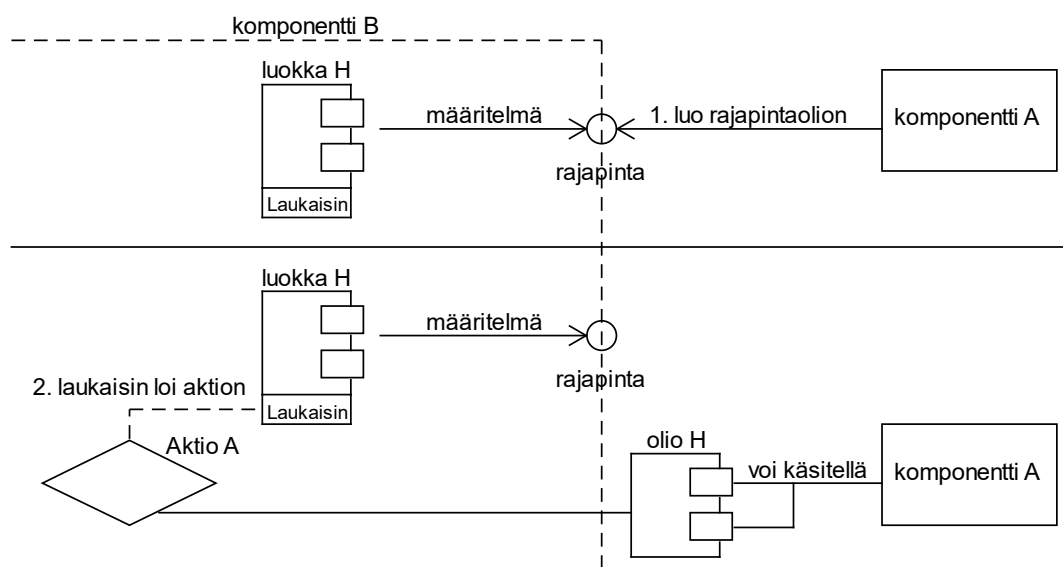 komponentti B
luokka H
määritelmä
1. luo rajapintaolion
komponentti A
rajapinta
Laukaisin
luokka H
määritelmä
rajapinta
2. laukaisin loi aktion
Laukaisin
Aktio A
olio H
voi käsitellä
komponentti A